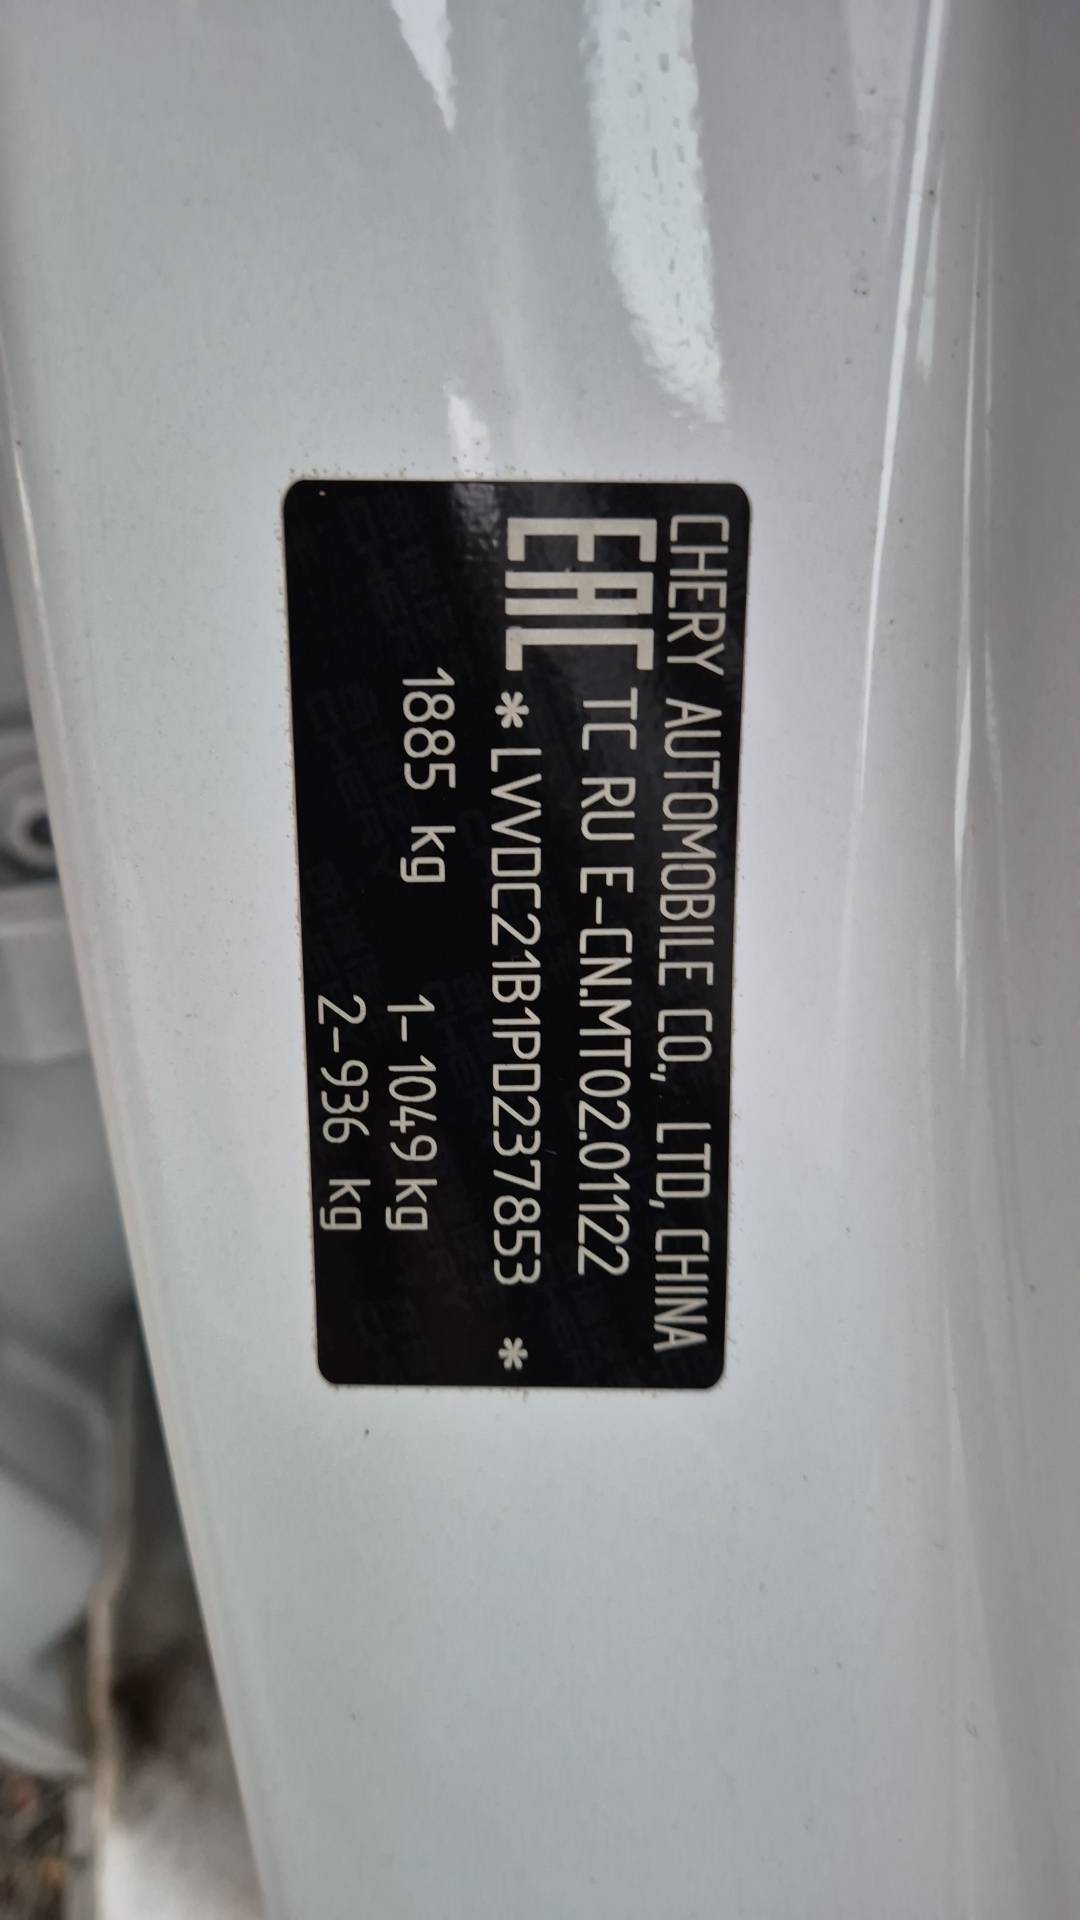 CHERY AUTOMOBILE CO., LTD, CHINA
EAC TC RU E-CN.MT02.01122
*LVVDC21B1PD237853 *
1885 kg 1-1049 kg
2-936 kg